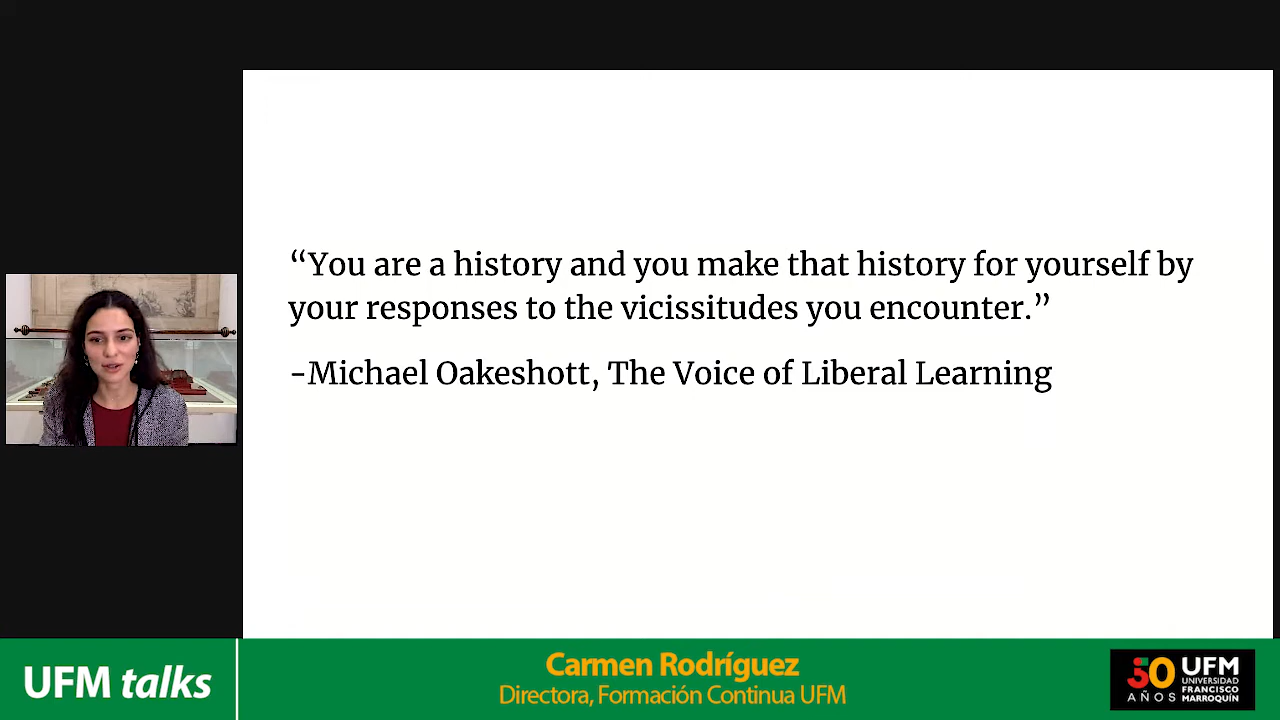 “You are a history and you make that history for yourself by
your responses to the vicissitudes you encounter.”
-Michael Oakeshott, The Voice of Liberal Learning
UFM talks
Carmen Rodríguez
Directora, Formación Continua UFM
50 AÑOS
UFM
UNIVERSIDAD
FRANCISCO
MARROQUÍN